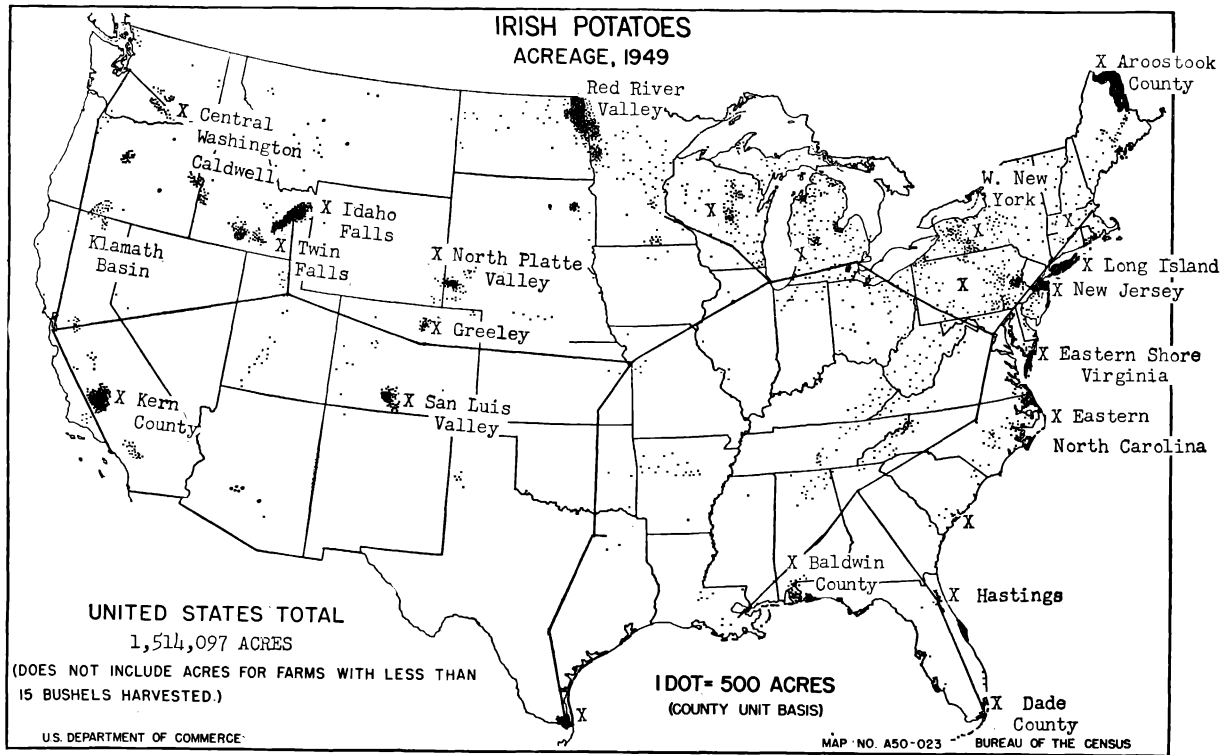 IRISH POTATOES
ACREAGE, 1949
X Aroostook
County
Red River
Valley
X Central
Washington
Caldwell
W. New
York
X
X
X
X Idaho
Falls
X Twin
Falls
Klamath
Basin
X North Platte
Valley
X
X
X Long Island
X New Jersey
X Greeley
X Eastern Shore
Virginia
X Kern
County
X San Luis
Valley
X Eastern
North Carolina
X
X Baldwin
County
X Hastings
UNITED STATES TOTAL
1,514,097 ACRES
(DOES NOT INCLUDE ACRES FOR FARMS WITH LESS THAN
15 BUSHELS HARVESTED.)
1 DOT= 500 ACRES
(COUNTY UNIT BASIS)
X
X Dade
County
U.S. DEPARTMENT OF COMMERCE
MAP NO. A50-023 BUREAU OF THE CENSUS